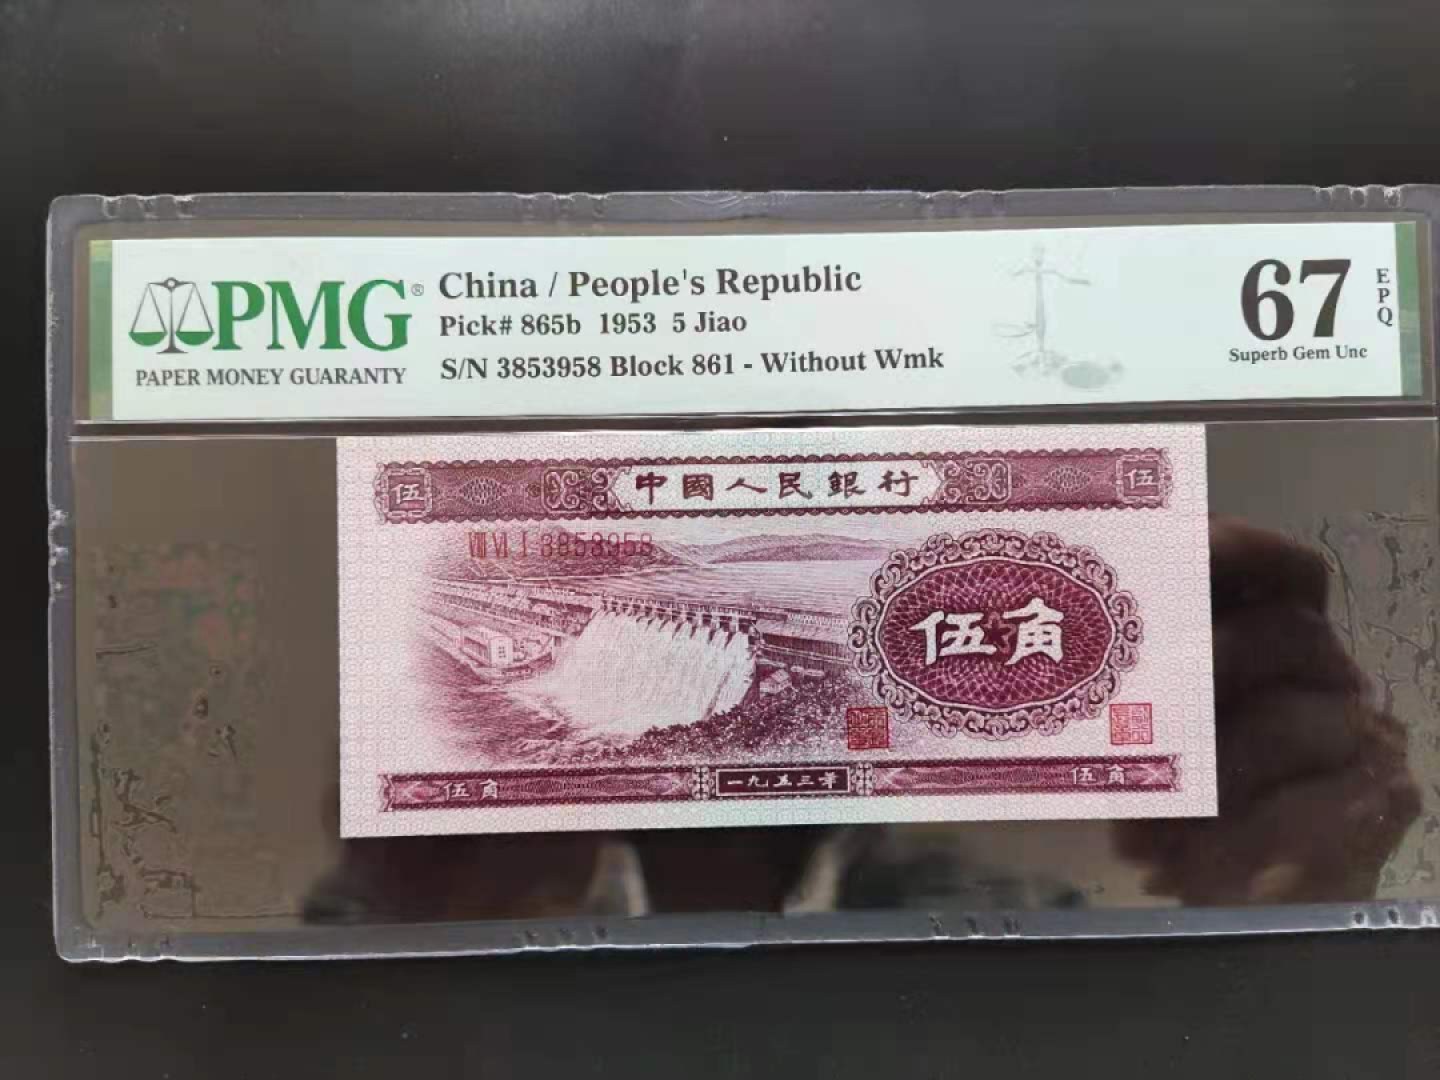 PMG®
PAPER MONEY GUARANTY
China / People's Republic
Pick# 865b 1953 5 Jiao
S/N 3853958 Block 861 - Without Wmk
67
EPQ
Superb Gem Unc
伍 中國人民銀行 伍
VIII VI I 3853958
伍角
伍角 一九五三年 伍角